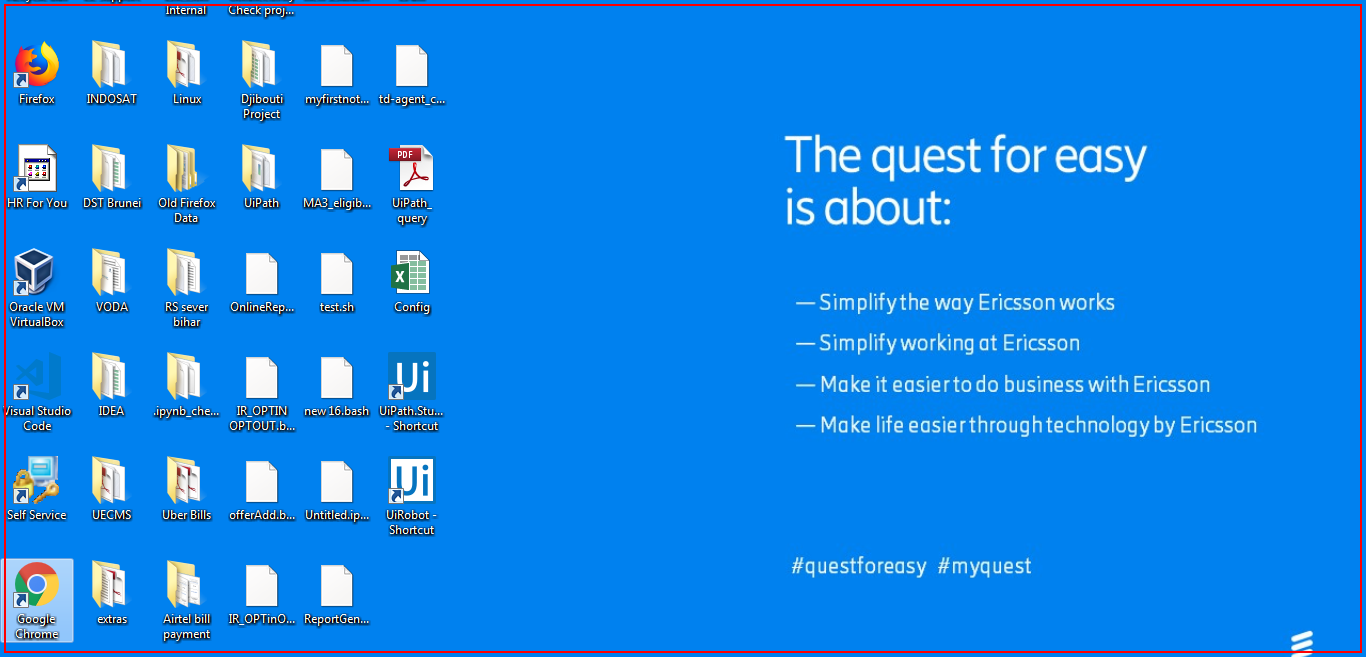 Internal
Check proj...
Firefox
INDOSAT
Linux
Djibouti
Project
myfirstnot...
td-agent_c...
HR For You
DST Brunei
Old Firefox
Data
UiPath
MA3_eligib...
PDF
UiPath_
query
Oracle VM
VirtualBox
VODA
RS sever
bihar
OnlineRep...
test.sh
X
Config
Visual Studio
Code
IDEA
.ipynb_che...
IR_OPTIN
OPTOUT.b...
new 16.bash
Ui
UiPath.Stu...
- Shortcut
Self Service
UECMS
Uber Bills
offerAdd.b...
Untitled.ip...
Ui
UiRobot -
Shortcut
Google
Chrome
extras
Airtel bill
payment
IR_OPTinO...
ReportGen...
The quest for easy
is about:
— Simplify the way Ericsson works
— Simplify working at Ericsson
— Make it easier to do business with Ericsson
— Make life easier through technology by Ericsson
#questforeasy #myquest